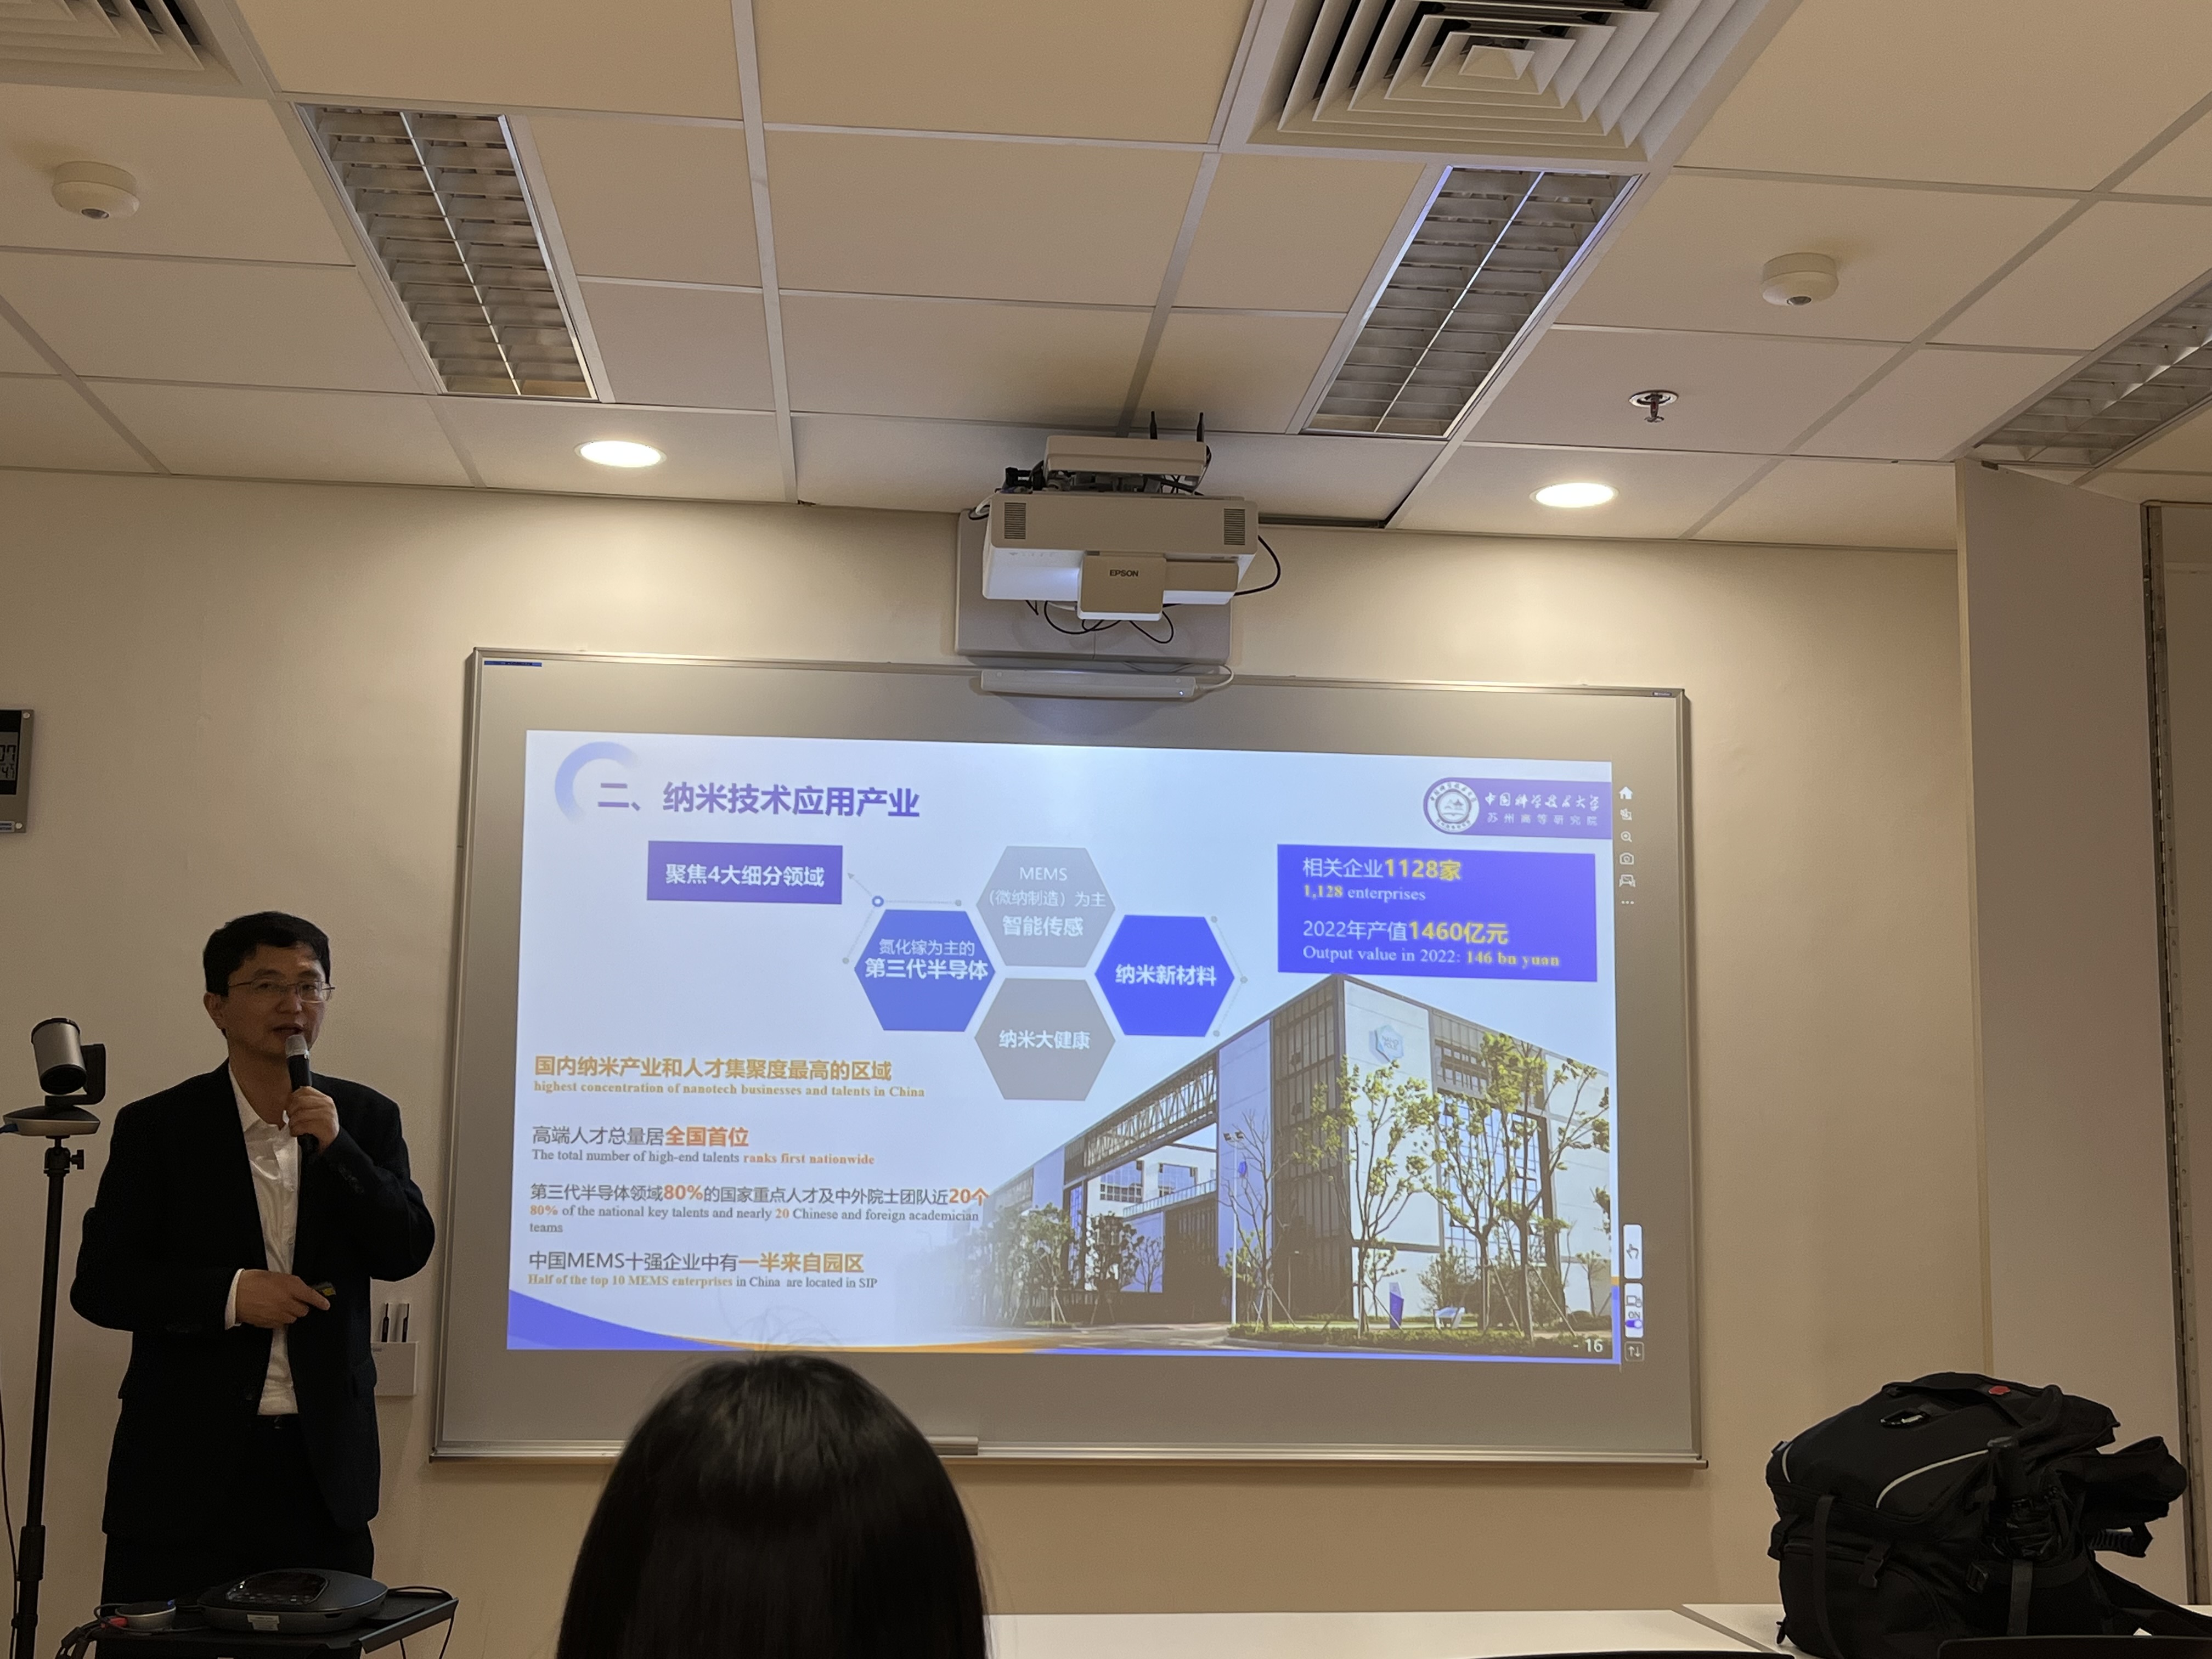 EPSON
二、纳米技术应用产业
中国科学技术大学
苏州高等研究院
聚焦4大细分领域
MEMS
（微纳制造）为主
智能传感
氮化镓为主的
第三代半导体
纳米新材料
纳米大健康
相关企业1128家
1,128 enterprises
2022年产值1460亿元
Output value in 2022: 146 bn yuan
国内纳米产业和人才集聚度最高的区域
highest concentration of nanotech businesses and talents in China
高端人才总量居全国首位
The total number of high-end talents ranks first nationwide
第三代半导体领域80%的国家重点人才及中外院士团队近20个
80% of the national key talents and nearly 20 Chinese and foreign academician
teams
中国MEMS十强企业中有一半来自园区
Half of the top 10 MEMS enterprises in China are located in SIP
ON
- 16